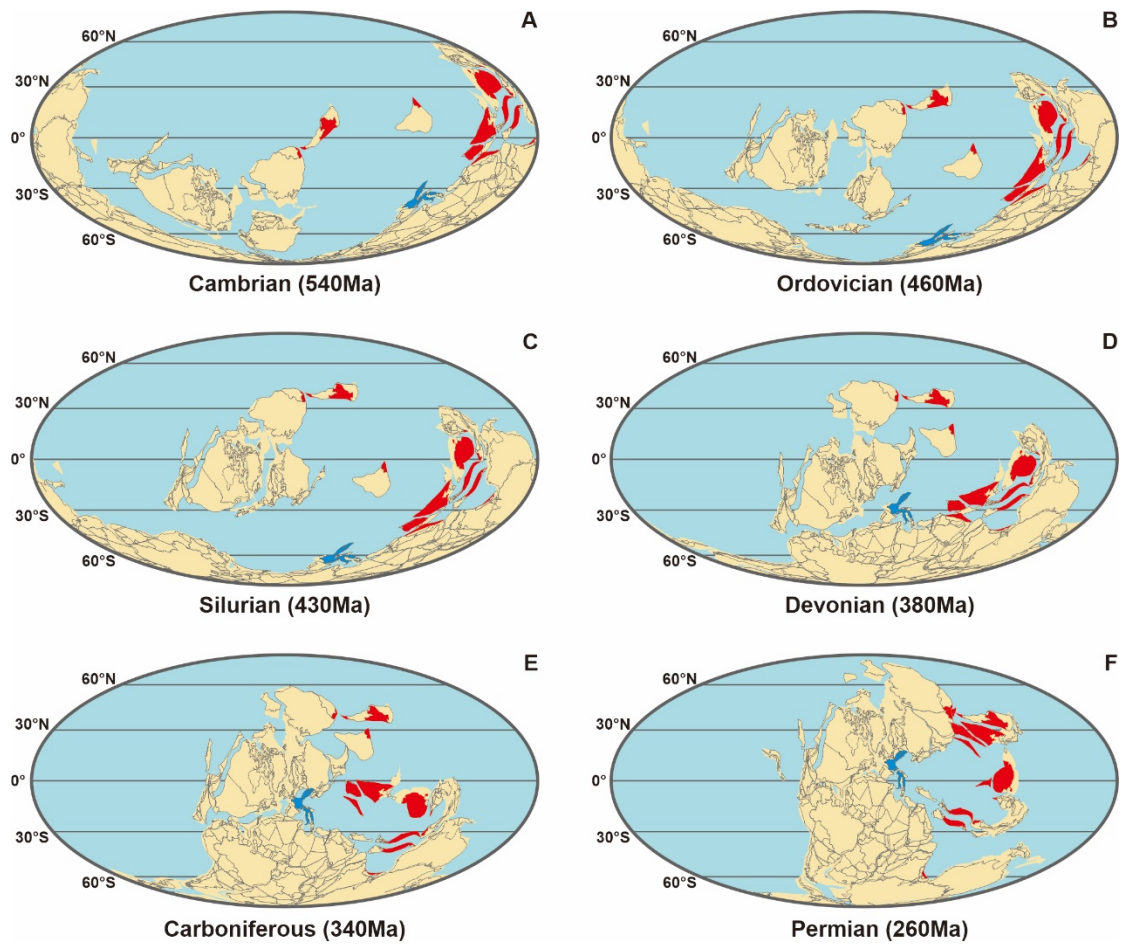 A
60°N
30°N
0°
30°S
60°S
Cambrian (540Ma)
B
60°N
30°N
0°
30°S
60°S
Ordovician (460Ma)
C
60°N
30°N
0°
30°S
60°S
Silurian (430Ma)
D
60°N
30°N
0°
30°S
60°S
Devonian (380Ma)
E
60°N
30°N
0°
30°S
60°S
Carboniferous (340Ma)
F
60°N
30°N
0°
30°S
60°S
Permian (260Ma)